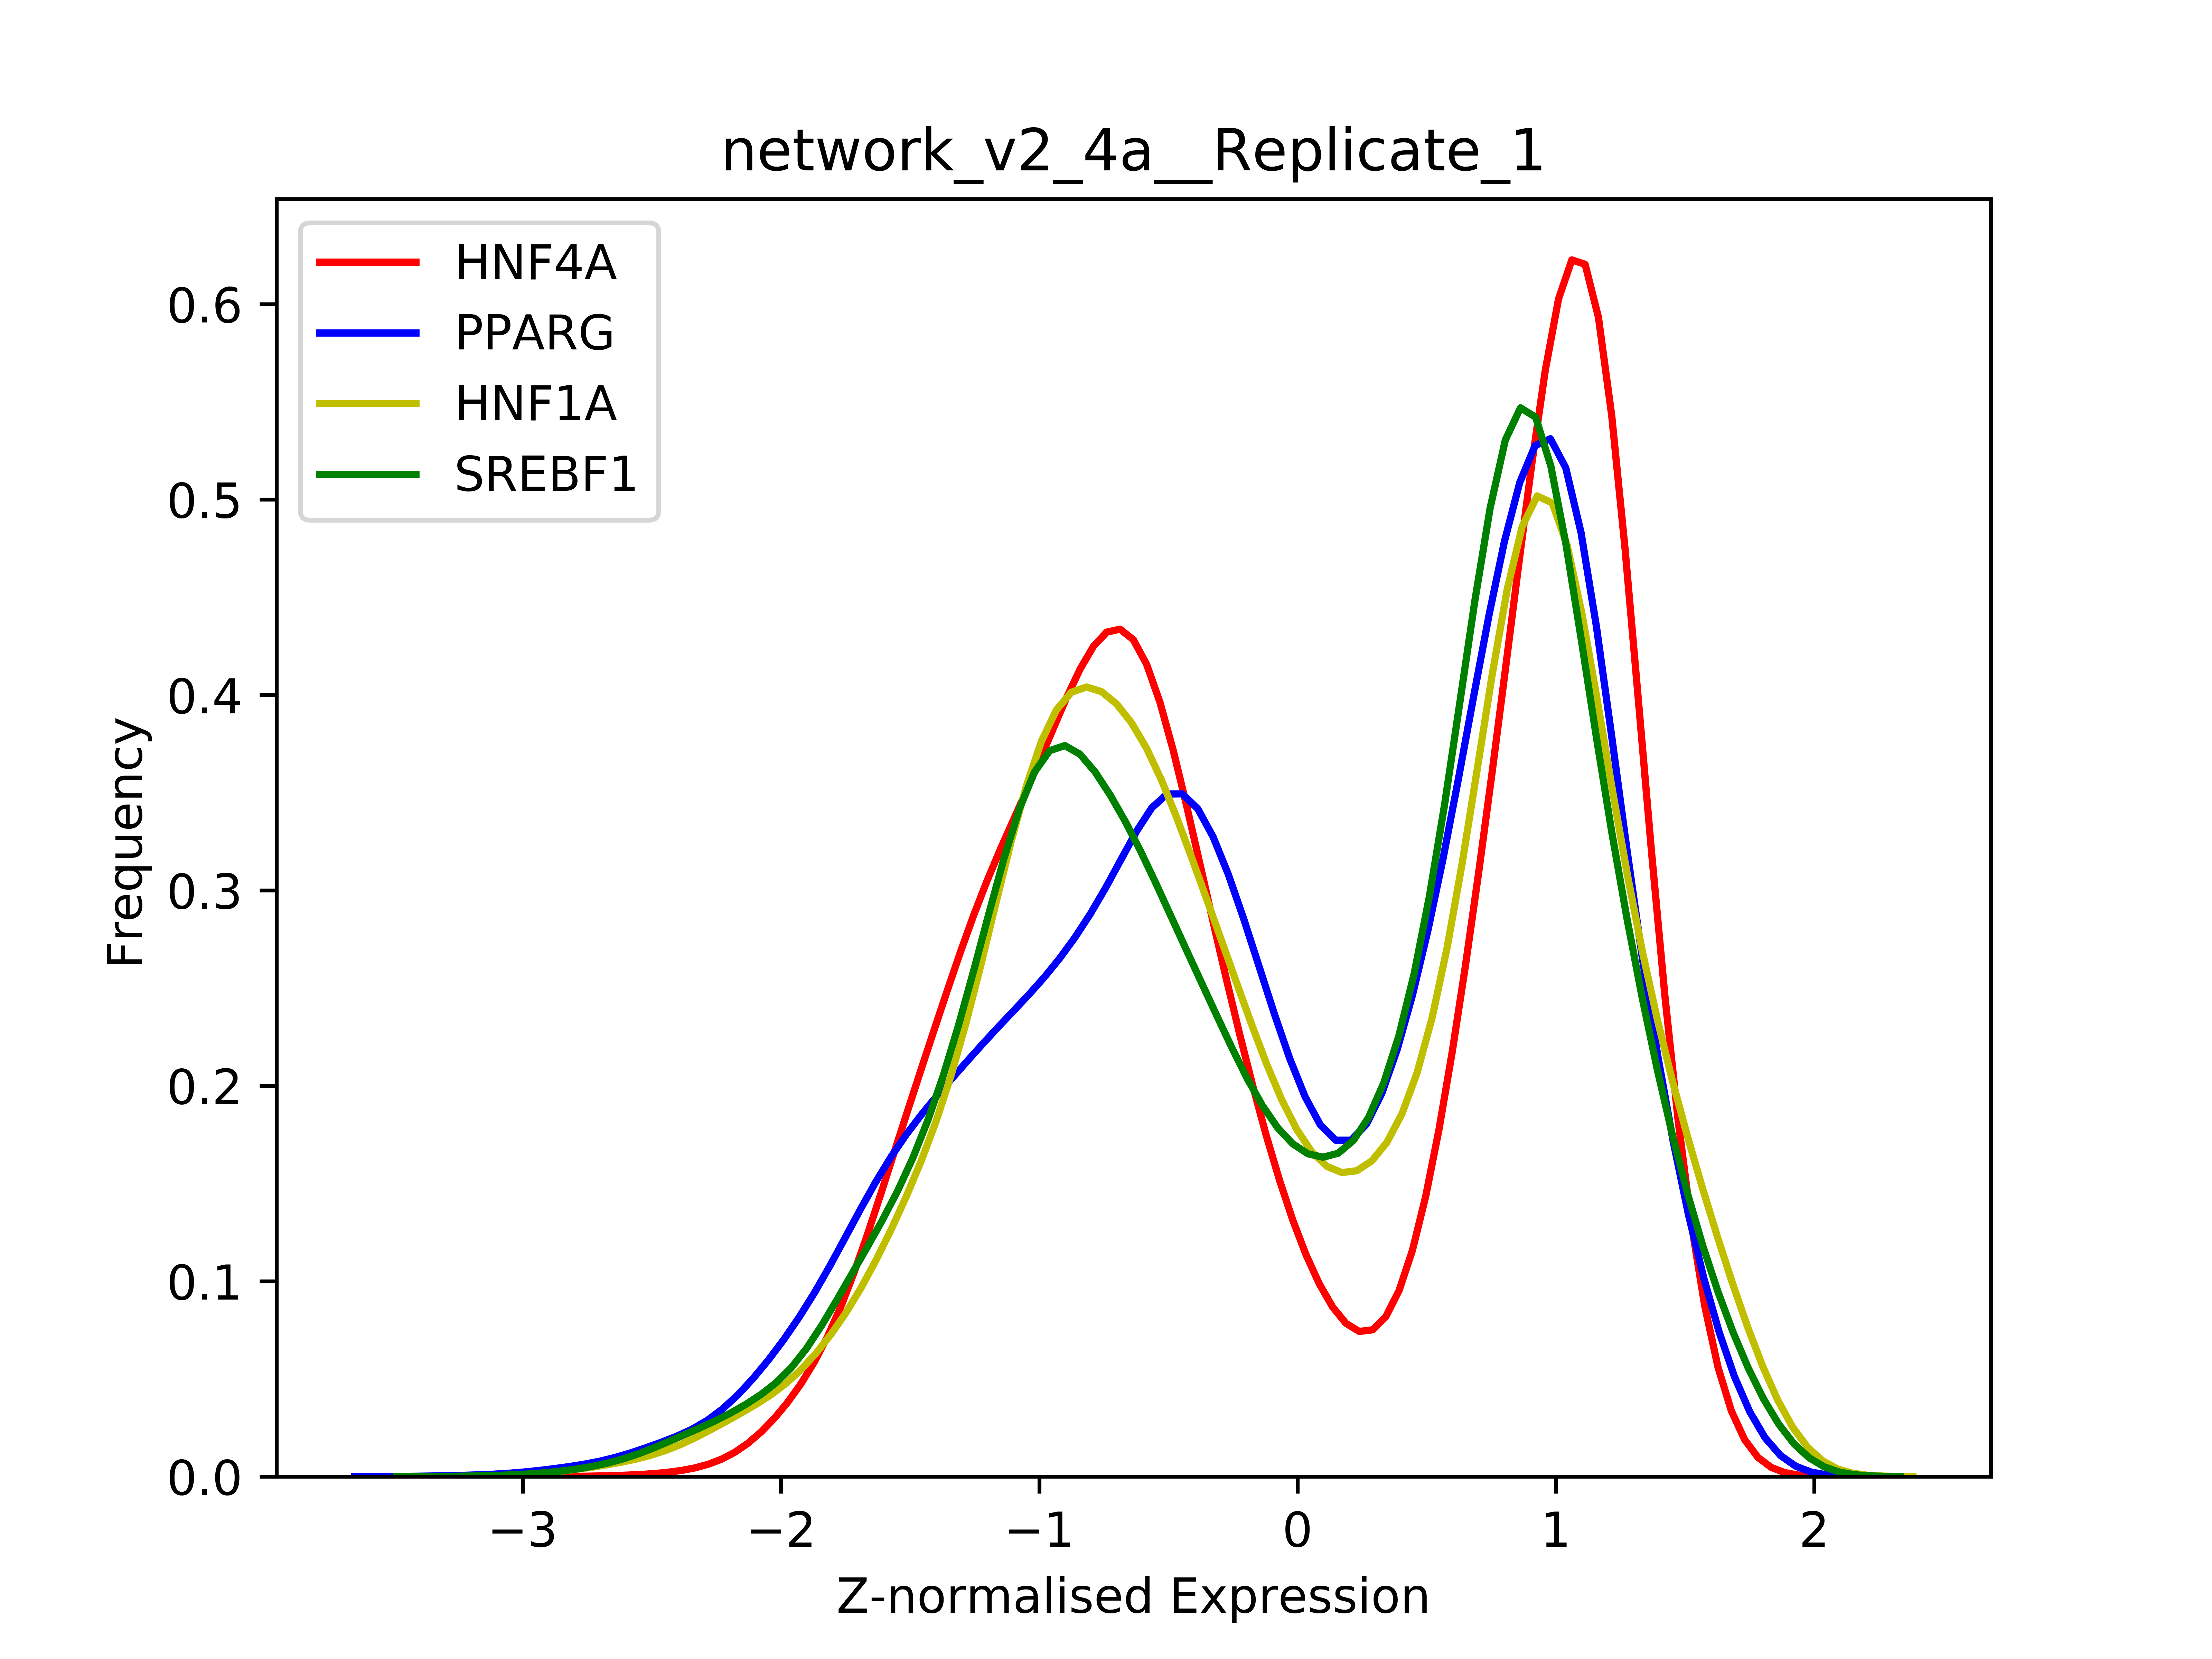 network_v2_4a__Replicate_1
HNF4A
PPARG
HNF1A
SREBF1
0.6
0.5
0.4
0.3
0.2
0.1
0.0
Frequency
−3 −2 −1 0 1 2
Z-normalised Expression